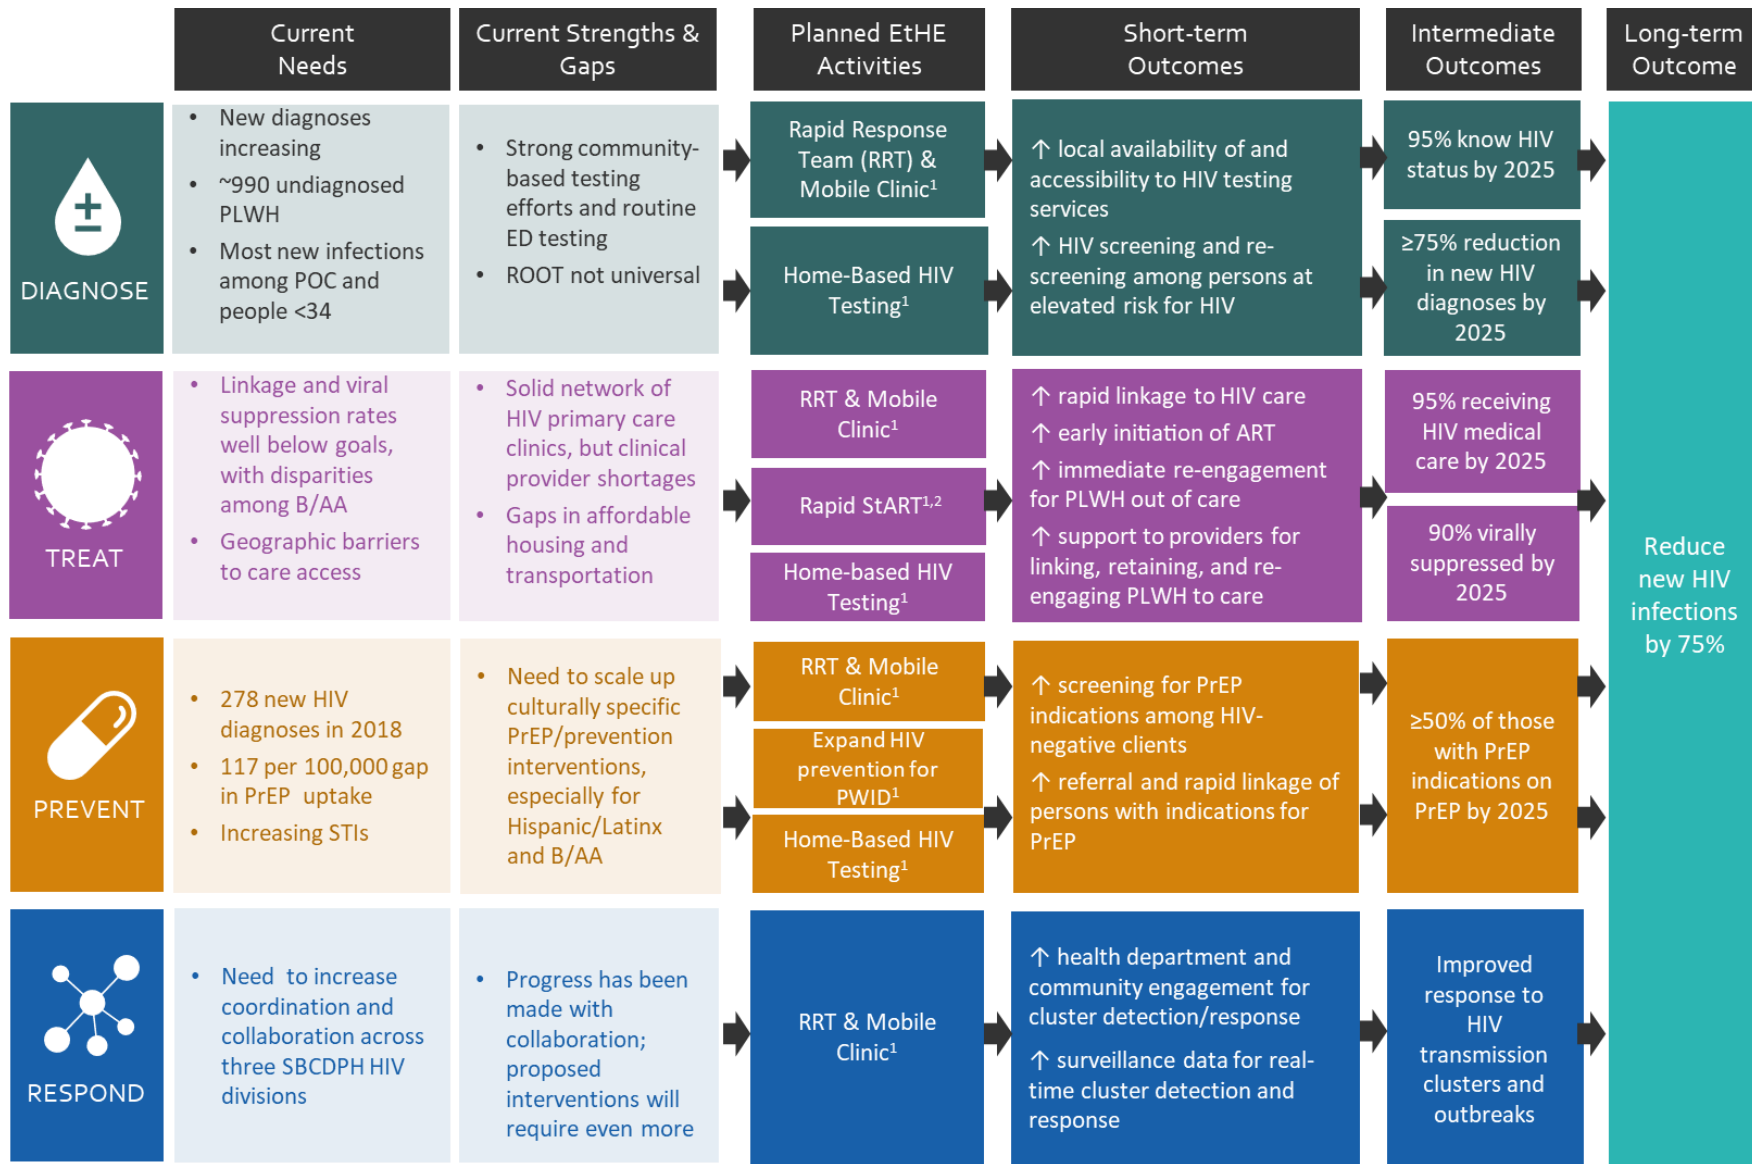 Current
Needs
Current Strengths &
Gaps
Planned EtHE
Activities
Short-term
Outcomes
Intermediate
Outcomes
Long-term
Outcome
DIAGNOSE
• New diagnoses
increasing
• ~990 undiagnosed
PLWH
• Most new infections
among POC and
people <34
• Strong community-
based testing
efforts and routine
ED testing
• ROOT not universal
Rapid Response
Team (RRT) &
Mobile Clinic¹
Home-Based HIV
Testing¹
↑ local availability of and
accessibility to HIV testing
services
↑ HIV screening and re-
screening among persons at
elevated risk for HIV
95% know HIV
status by 2025
≥75% reduction
in new HIV
diagnoses by
2025
TREAT
• Linkage and viral
suppression rates
well below goals,
with disparities
among B/AA
• Geographic barriers
to care access
• Solid network of
HIV primary care
clinics, but clinical
provider shortages
• Gaps in affordable
housing and
transportation
RRT & Mobile
Clinic¹
Rapid StART¹,²
Home-based HIV
Testing¹
↑ rapid linkage to HIV care
↑ early initiation of ART
↑ immediate re-engagement
for PLWH out of care
↑ support to providers for
linking, retaining, and re-
engaging PLWH to care
95% receiving
HIV medical
care by 2025
90% virally
suppressed by
2025
PREVENT
• 278 new HIV
diagnoses in 2018
• 117 per 100,000 gap
in PrEP uptake
• Increasing STIs
• Need to scale up
culturally specific
PrEP/prevention
interventions,
especially for
Hispanic/Latinx
and B/AA
RRT & Mobile
Clinic¹
Expand HIV
prevention for
PWID¹
Home-Based HIV
Testing¹
↑ screening for PrEP
indications among HIV-
negative clients
↑ referral and rapid linkage of
persons with indications for
PrEP
≥50% of those
with PrEP
indications on
PrEP by 2025
RESPOND
• Need to increase
coordination and
collaboration across
three SBCDPH HIV
divisions
• Progress has been
made with
collaboration;
proposed
interventions will
require even more
RRT & Mobile
Clinic¹
↑ health department and
community engagement for
cluster detection/response
↑ surveillance data for real-
time cluster detection and
response
Improved
response to
HIV
transmission
clusters and
outbreaks
Reduce
new HIV
infections
by 75%